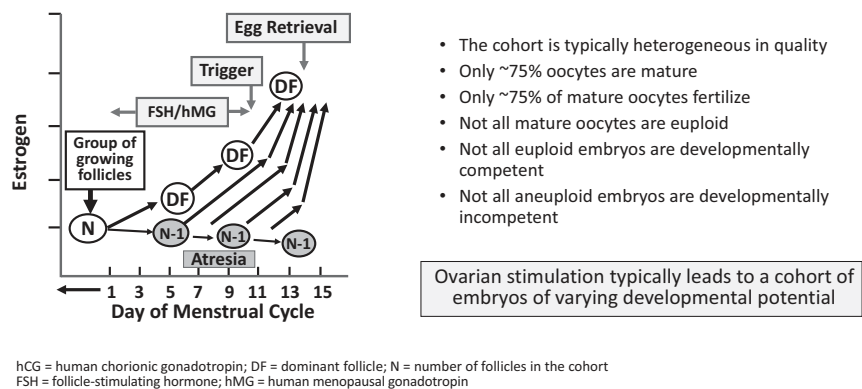 Egg Retrieval
Trigger
DF
FSH/hMG
Group of
growing
follicles
DF
DF
N
N-1
N-1
N-1
Atresia
Estrogen
1 3 5 7 9 11 13 15
Day of Menstrual Cycle
• The cohort is typically heterogeneous in quality
• Only ~75% oocytes are mature
• Only ~75% of mature oocytes fertilize
• Not all mature oocytes are euploid
• Not all euploid embryos are developmentally
competent
• Not all aneuploid embryos are developmentally
incompetent
Ovarian stimulation typically leads to a cohort of
embryos of varying developmental potential
hCG = human chorionic gonadotropin; DF = dominant follicle; N = number of follicles in the cohort
FSH = follicle-stimulating hormone; hMG = human menopausal gonadotropin